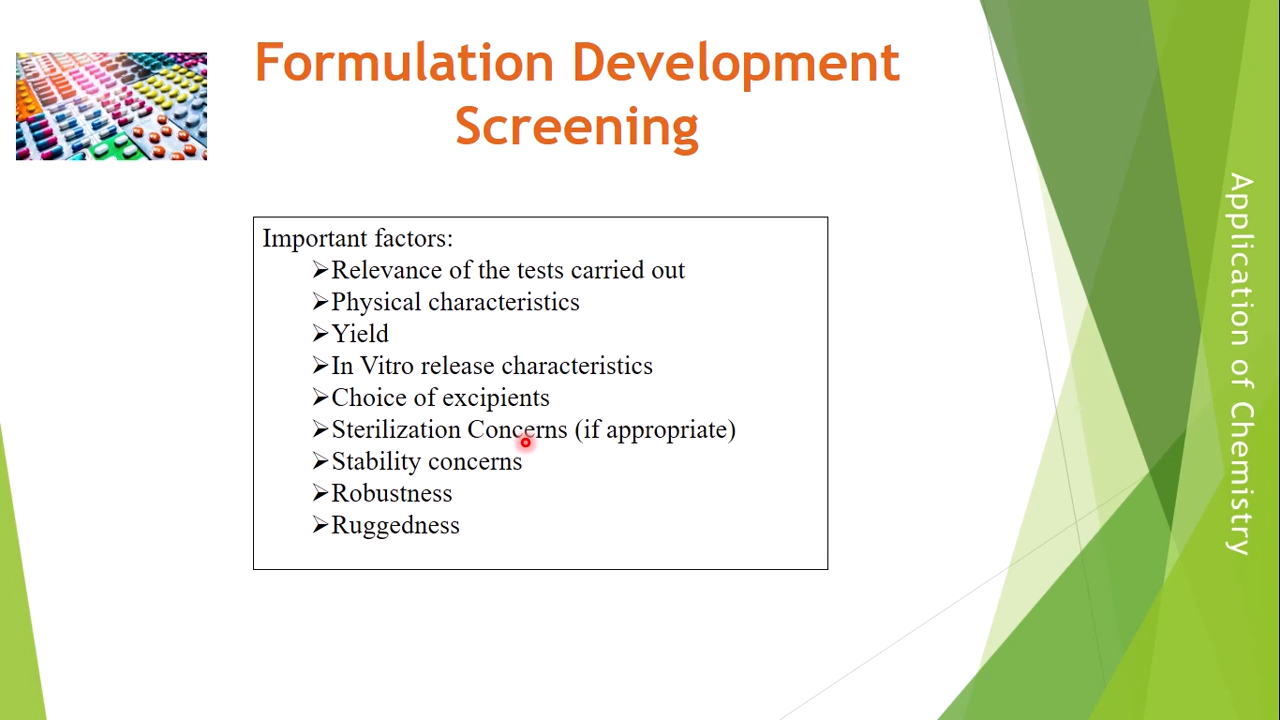 Formulation Development
Screening
Important factors:
➢Relevance of the tests carried out
➢Physical characteristics
➢Yield
➢In Vitro release characteristics
➢Choice of excipients
➢Sterilization Concerns (if appropriate)
➢Stability concerns
➢Robustness
➢Ruggedness
Application of Chemistry